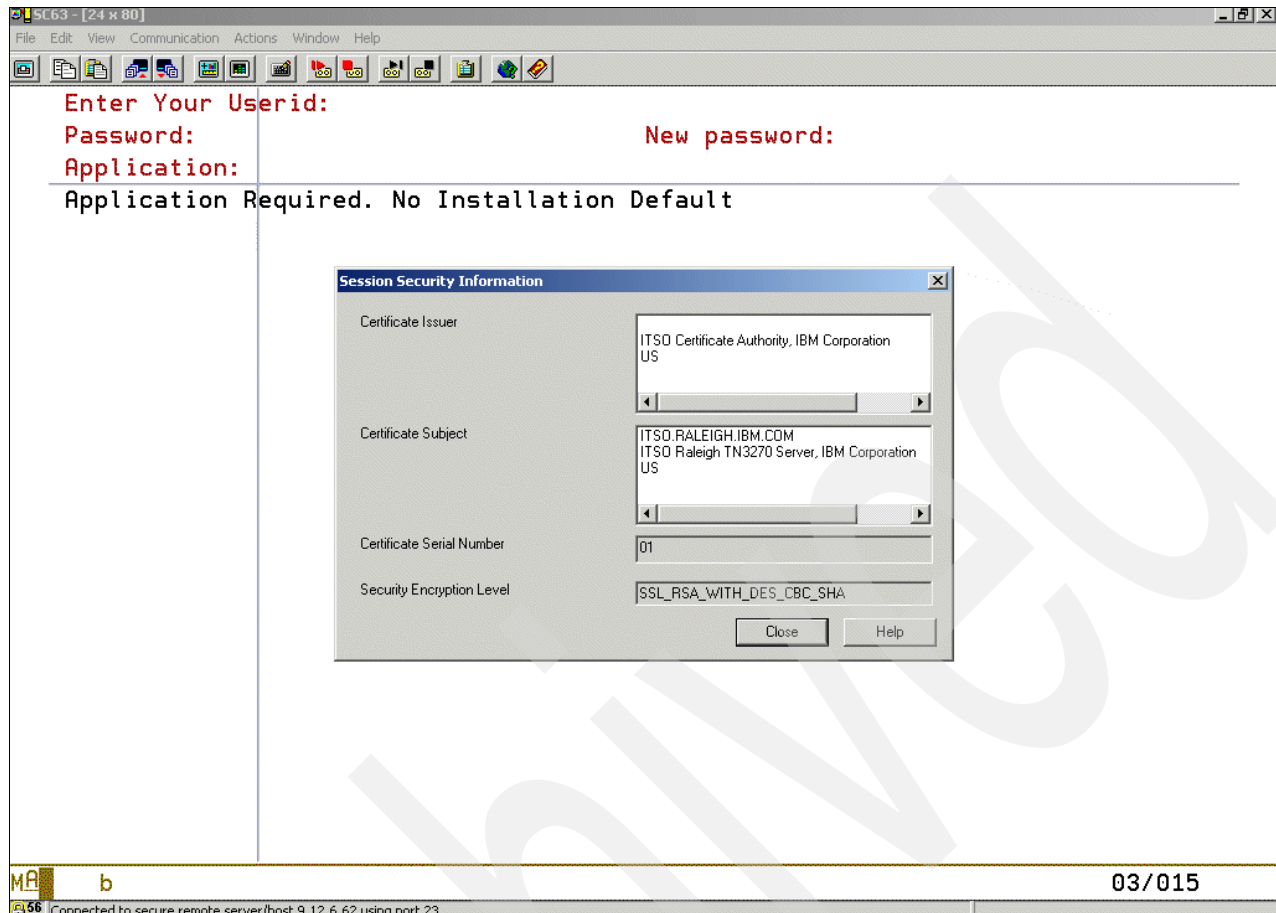 SC63 - [24 x 80]
File Edit View Communication Actions Window Help
Enter Your Userid:
Password: New password:
Application:
Application Required. No Installation Default
Session Security Information
Certificate Issuer
ITSO Certificate Authority, IBM Corporation
US
Certificate Subject
ITSO.RALEIGH.IBM.COM
ITSO Raleigh TN3270 Server, IBM Corporation
US
Certificate Serial Number
01
Security Encryption Level
SSL_RSA_WITH_DES_CBC_SHA
Close Help
MA b 03/015
56 Connected to secure remote server/host 9.12.6.62 using port 23